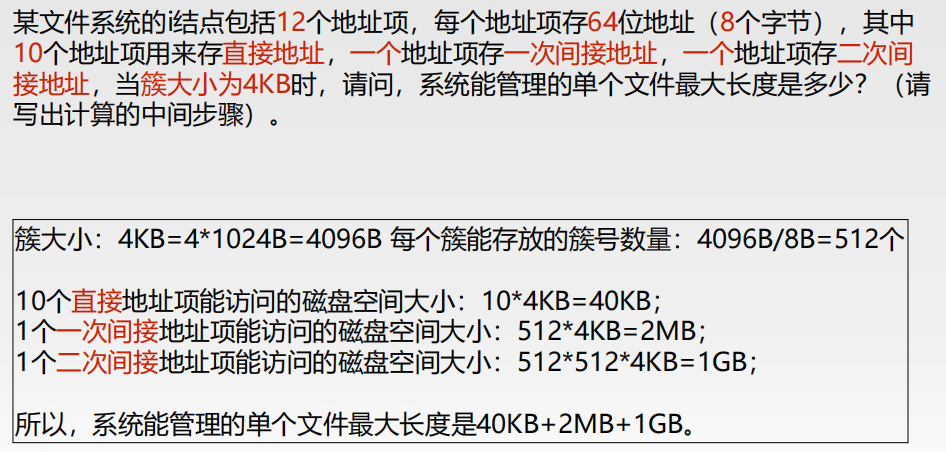 某文件系统的i结点包括12个地址项，每个地址项存64位地址（8个字节），其中
10个地址项用来存直接地址，一个地址项存一次间接地址，一个地址项存二次间
接地址，当簇大小为4KB时，请问，系统能管理的单个文件最大长度是多少？（请
写出计算的中间步骤）。
簇大小：4KB=4*1024B=4096B 每个簇能存放的簇号数量：4096B/8B=512个
10个直接地址项能访问的磁盘空间大小：10*4KB=40KB；
1个一次间接地址项能访问的磁盘空间大小：512*4KB=2MB；
1个二次间接地址项能访问的磁盘空间大小：512*512*4KB=1GB；
所以，系统能管理的单个文件最大长度是40KB+2MB+1GB。